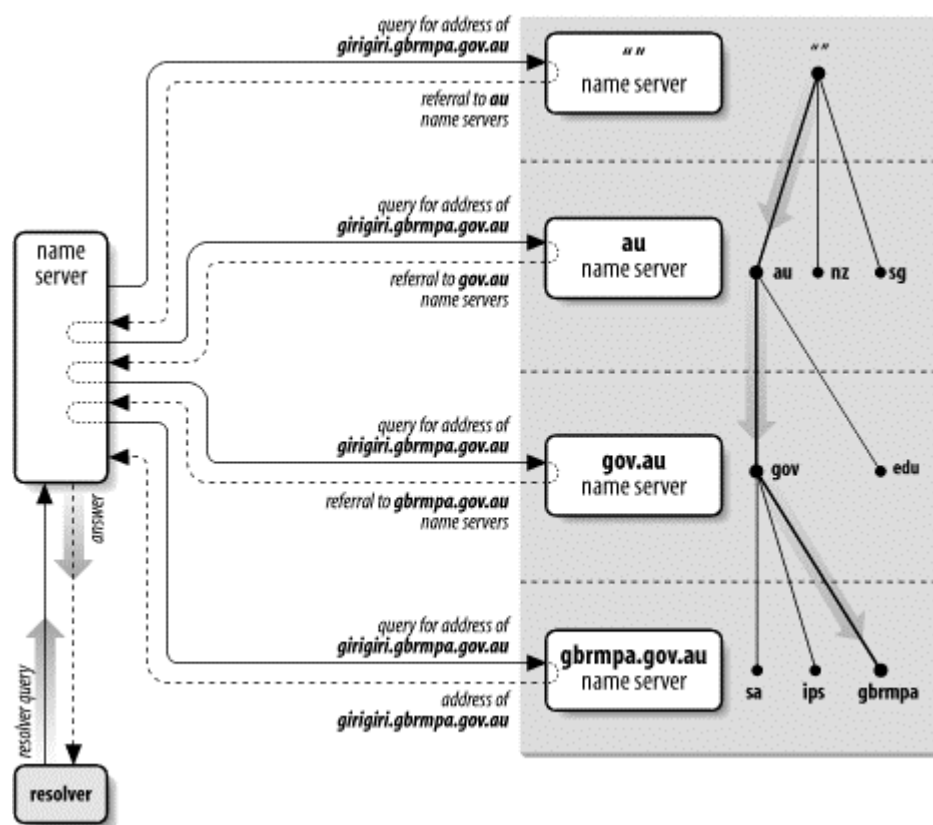 query for address of
girigiri.gbrmpa.gov.au
“ ”
name server
“ ”
referral to au
name servers
query for address of
girigiri.gbrmpa.gov.au
au
name server
name
server
referral to gov.au
name servers
au
nz
sg
query for address of
girigiri.gbrmpa.gov.au
gov.au
name server
gov
edu
referral to gbrmpa.gov.au
name servers
answer
query for address of
girigiri.gbrmpa.gov.au
gbrmpa.gov.au
name server
sa
ips
gbrmpa
address of
girigiri.gbrmpa.gov.au
resolver query
resolver